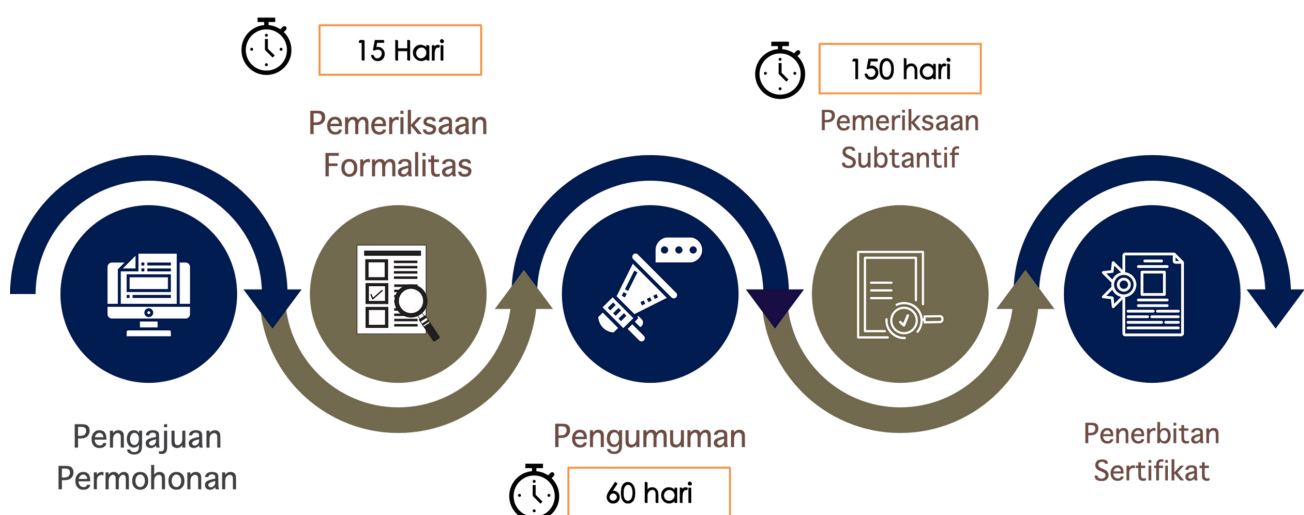 15 Hari
Pemeriksaan
Formalitas
150 hari
Pemeriksaan
Subtantif
Pengajuan
Permohonan
Pengumuman
60 hari
Penerbitan
Sertifikat